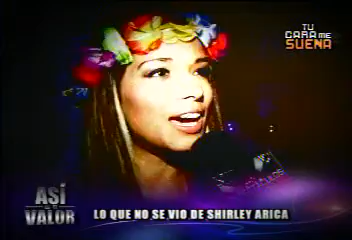 TU
CARA ME
SUENA
ASÍ
VALOR
LO QUE NO SE VIO DE SHIRLEY ARICA